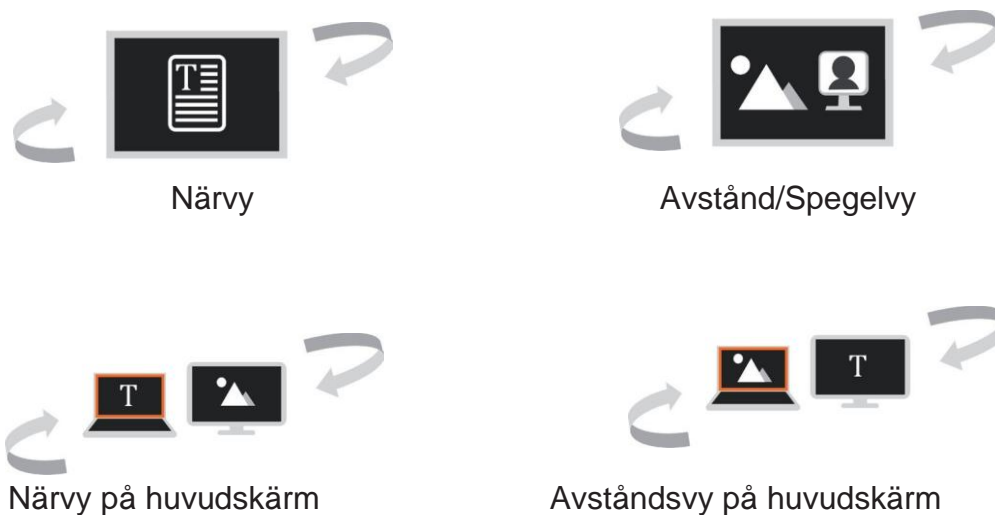 T
Närvy
Avstånd/Spegelvy
T
T
Närvy på huvudskärm
Avståndsvy på huvudskärm